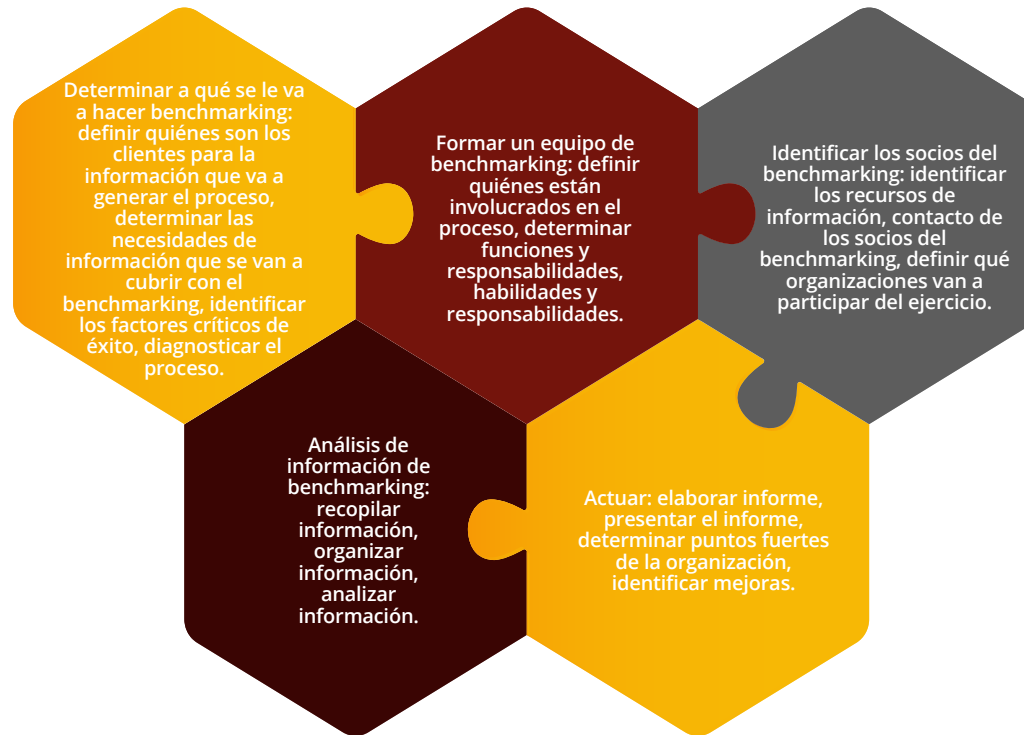 Determinar a qué se le va
a hacer benchmarking:
definir quiénes son los
clientes para la
información que va a
generar el proceso,
determinar las
necesidades de
información que se van a
cubrir con el
benchmarking, identificar
los factores críticos de
éxito, diagnosticar el
proceso.
Formar un equipo de
benchmarking: definir
quiénes están
involucrados en el
proceso, determinar
funciones y
responsabilidades,
habilidades y
responsabilidades.
Identificar los socios del
benchmarking: identificar
los recursos de
información, contacto de
los socios del
benchmarking, definir qué
organizaciones van a
participar del ejercicio.
Análisis de
información de
benchmarking:
recopilar
información,
organizar
información,
analizar
información.
Actuar: elaborar informe,
presentar el informe,
determinar puntos fuertes
de la organización,
identificar mejoras.